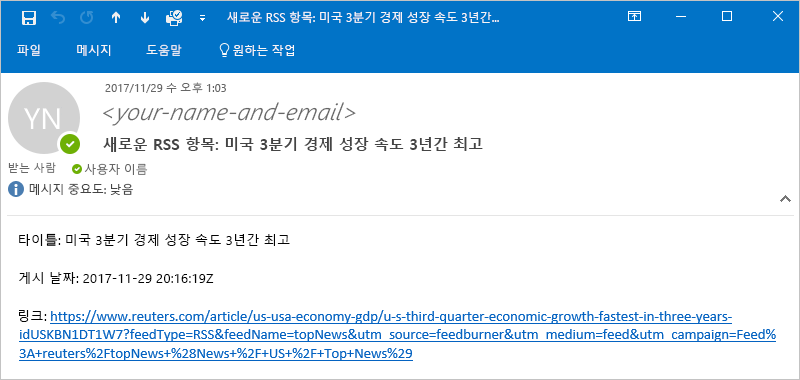 새로운 RSS 항목: 미국 3분기 경제 성장 속도 3년간...
파일 메시지 도움말 원하는 작업
2017/11/29 수 오후 1:03
YN
<your-name-and-email>
새로운 RSS 항목: 미국 3분기 경제 성장 속도 3년간 최고
받는 사람 사용자 이름
메시지 중요도: 낮음
타이틀: 미국 3분기 경제 성장 속도 3년간 최고
게시 날짜: 2017-11-29 20:16:19Z
링크: https://www.reuters.com/article/us-usa-economy-gdp/u-s-third-quarter-economic-growth-fastest-in-three-years-
idUSKBN1DT1W7?feedType=RSS&feedName=topNews&utm_source=feedburner&utm_medium=feed&utm_campaign=Feed%
3A+reuters%2FtopNews+%28News+%2F+US+%2F+Top+News%29